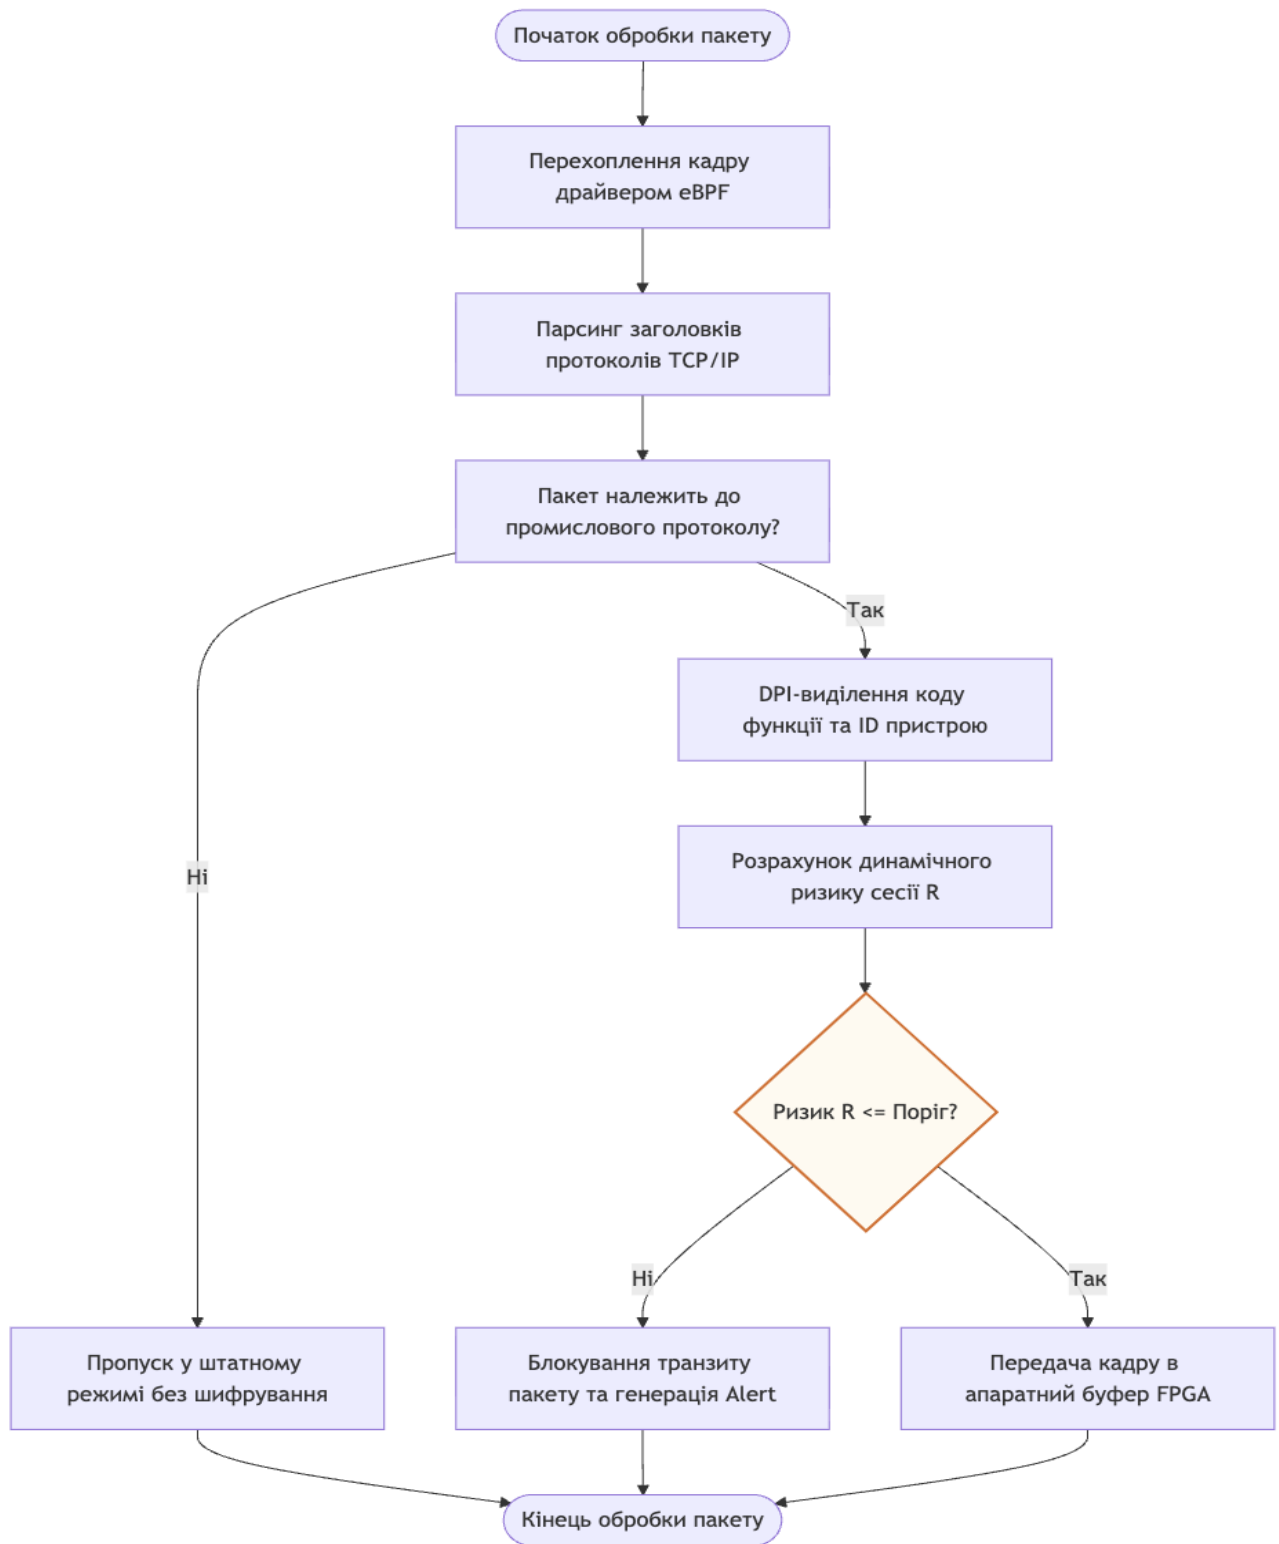 Початок обробки пакету
Перехоплення кадру
драйвером eBPF
Парсинг заголовків
протоколів TCP/IP
Пакет належить до
промислового протоколу?
Так
DPI-виділення коду
функції та ID пристрою
Ні
Розрахунок динамічного
ризику сесії R
Ризик R <= Поріг?
Ні
Так
Пропуск у штатному
режимі без шифрування
Блокування транзиту
пакету та генерація Alert
Передача кадру в
апаратний буфер FPGA
Кінець обробки пакету